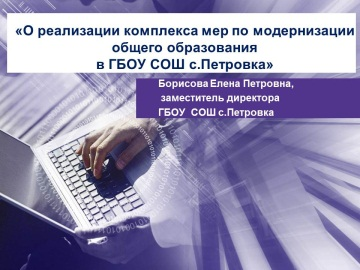 «О реализации комплекса мер по модернизации
общего образования
в ГБОУ СОШ с.Петровка»
Борисова Елена Петровна,
заместитель директора
ГБОУ СОШ с.Петровка